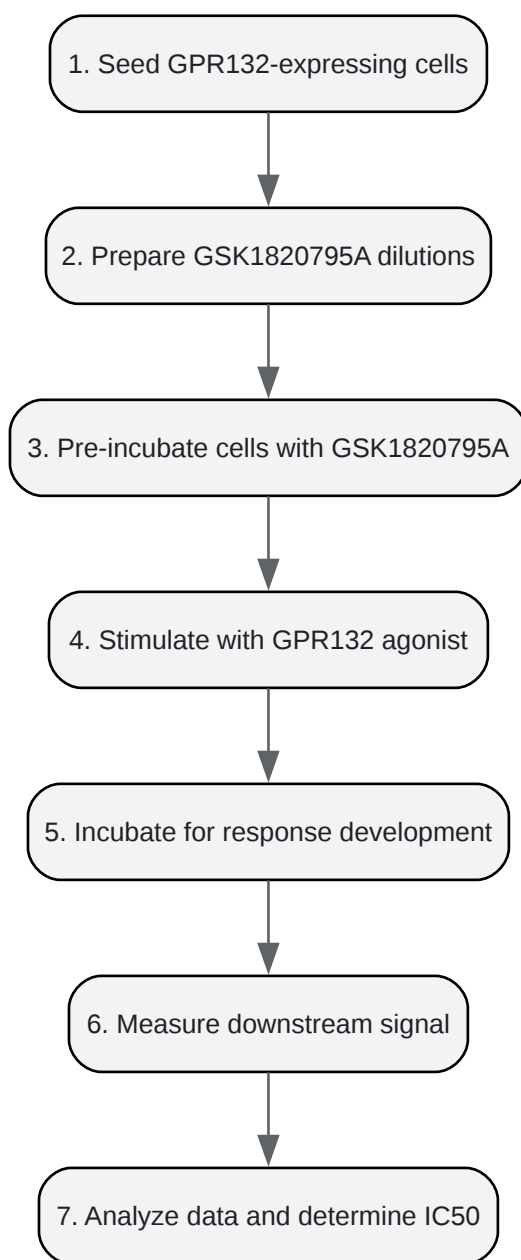 1. Seed GPR132-expressing cells
2. Prepare GSK1820795A dilutions
3. Pre-incubate cells with GSK1820795A
4. Stimulate with GPR132 agonist
5. Incubate for response development
6. Measure downstream signal
7. Analyze data and determine IC50